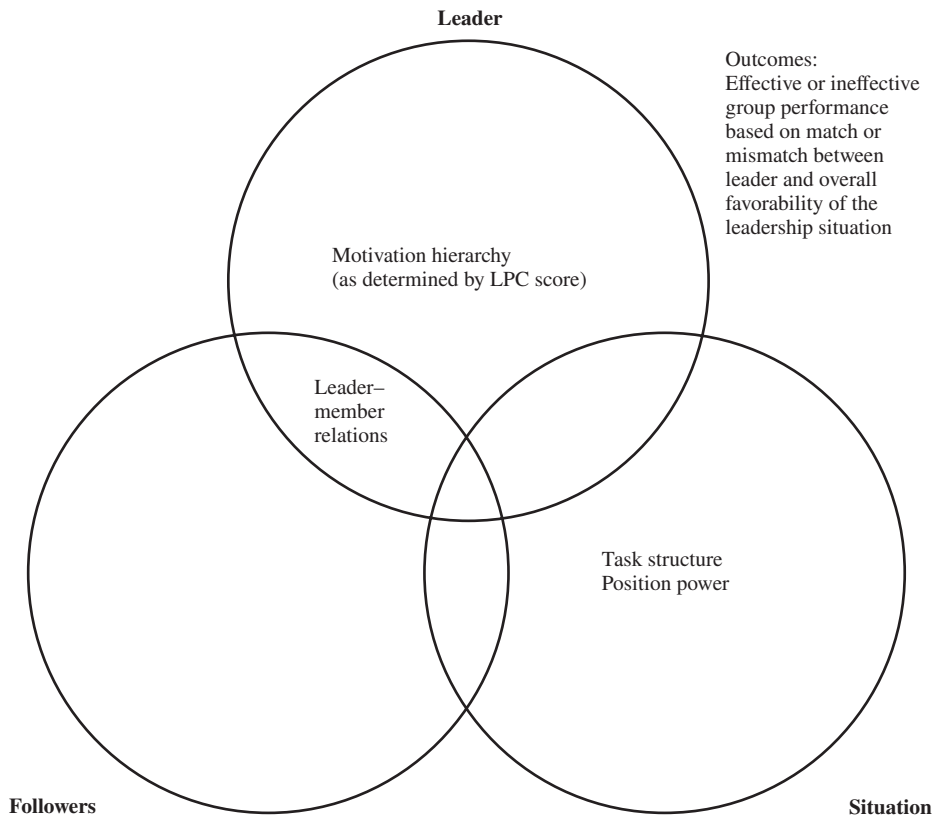 Leader
Outcomes:
Effective or ineffective
group performance
based on match or
mismatch between
leader and overall
favorability of the
leadership situation
Motivation hierarchy
(as determined by LPC score)
Leader–
member
relations
Task structure
Position power
Followers
Situation